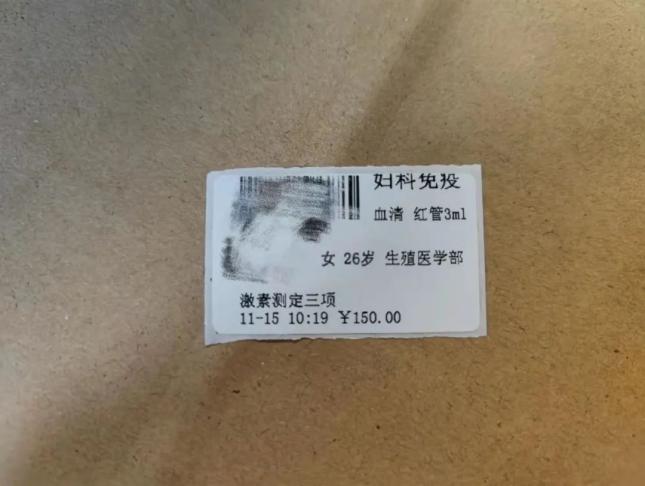 妇科免疫
血清 红管3ml
女 26岁 生殖医学部
激素测定三项
11-15 10:19 ￥150.00